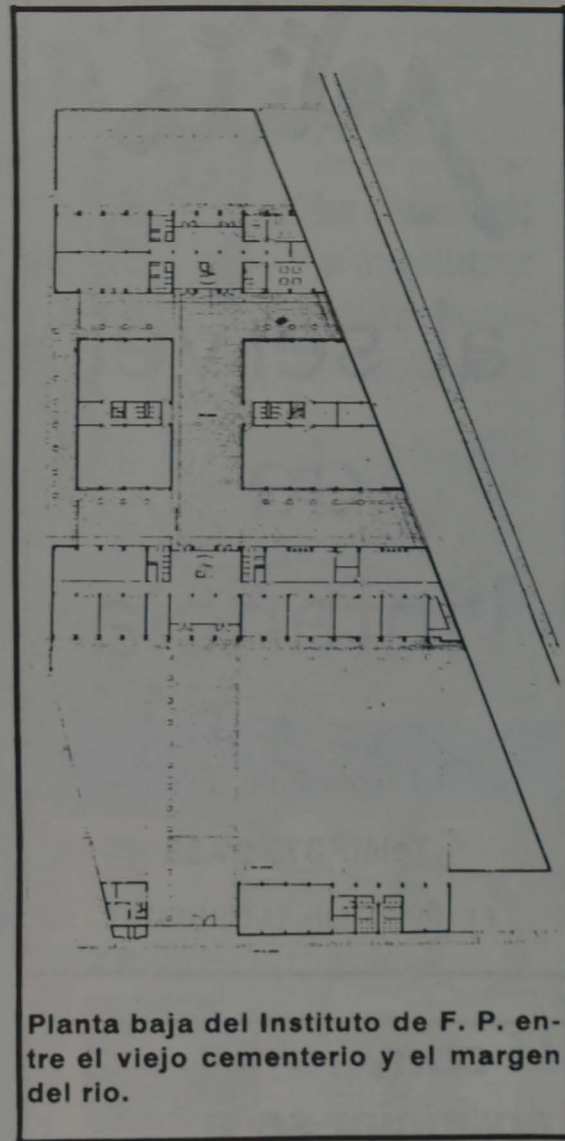 Planta baja del Instituto de F. P. en-
tre el viejo cementerio y el margen
del rio.